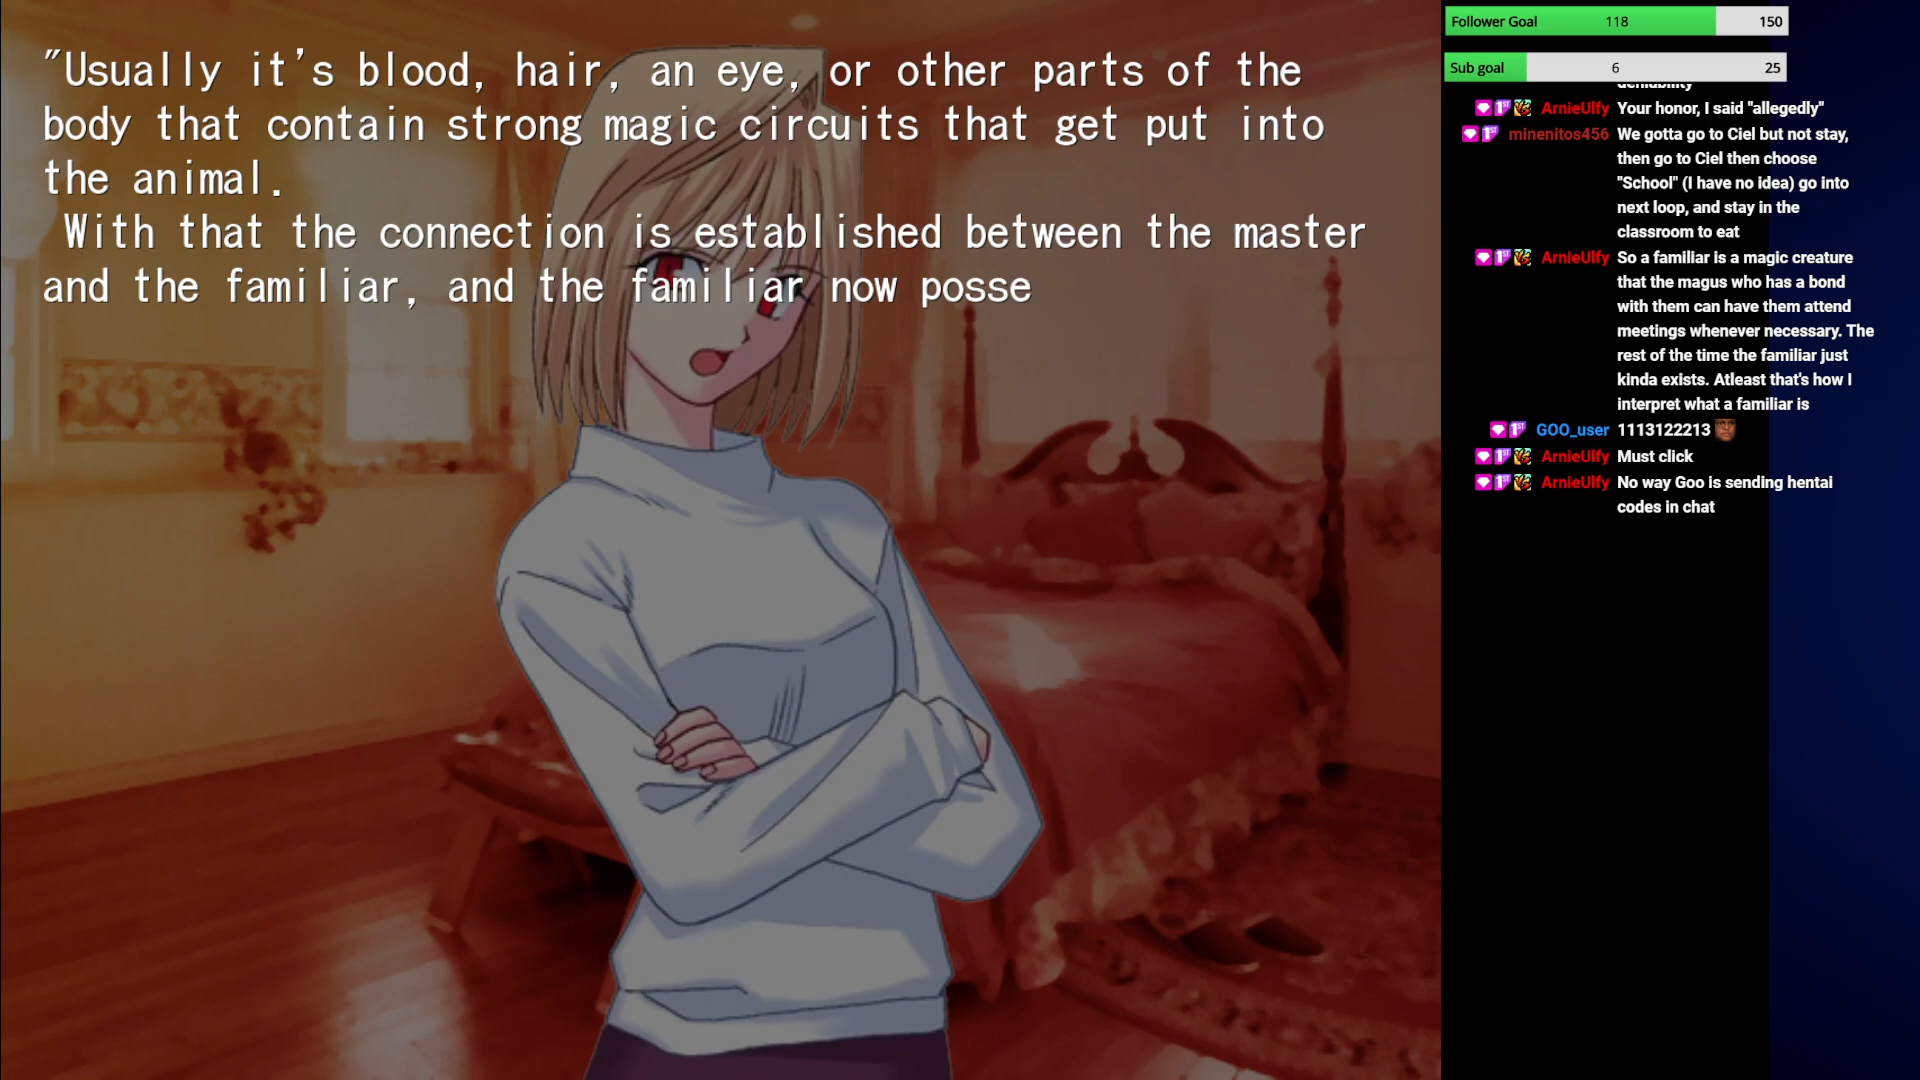 "Usually it's blood, hair, an eye, or other parts of the
body that contain strong magic circuits that get put into
the animal.
With that the connection is established between the master
and the familiar, and the familiar now posse
Follower Goal 118 150
Sub goal 6 25
deniability
ArnieUlfy Your honor, I said "allegedly"
minenitos456 We gotta go to Ciel but not stay,
then go to Ciel then choose
"School" (I have no idea) go into
next loop, and stay in the
classroom to eat
ArnieUlfy So a familiar is a magic creature
that the magus who has a bond
with them can have them attend
meetings whenever necessary. The
rest of the time the familiar just
kinda exists. Atleast that's how I
interpret what a familiar is
GOO_user 1113122213
ArnieUlfy Must click
ArnieUlfy No way Goo is sending hentai
codes in chat